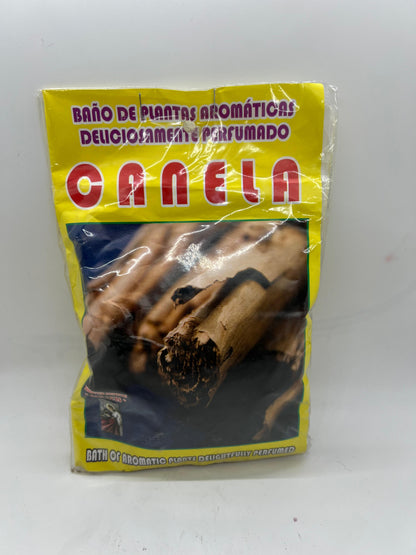 BAÑO DE PLANTAS AROMÁTICAS
DELICIOSAMENTE PERFUMADO
CANELA
BATH OF AROMATIC PLANTS DELIGHTFULLY PERFUMED